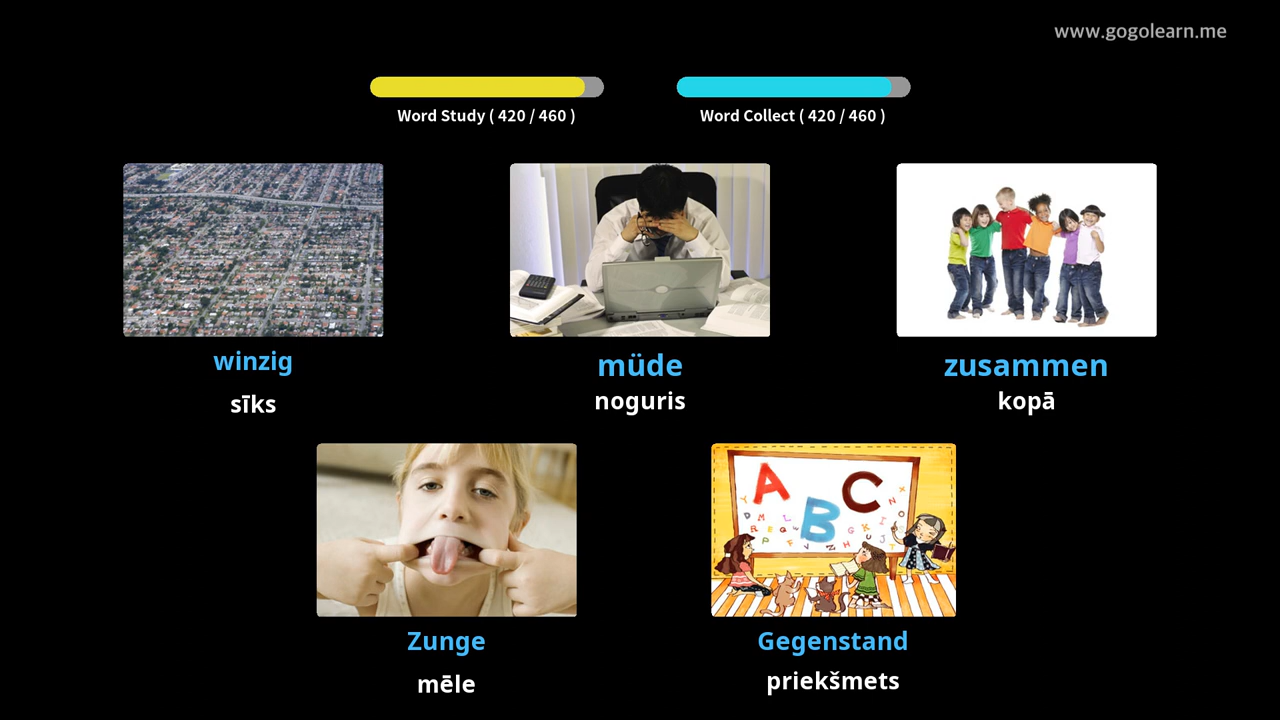 www.gogolearn.me
Word Study ( 420 / 460 )
Word Collect ( 420 / 460 )
winzig
sīks
müde
noguris
zusammen
kopā
A B C
Zunge
mēle
Gegenstand
priekšmets